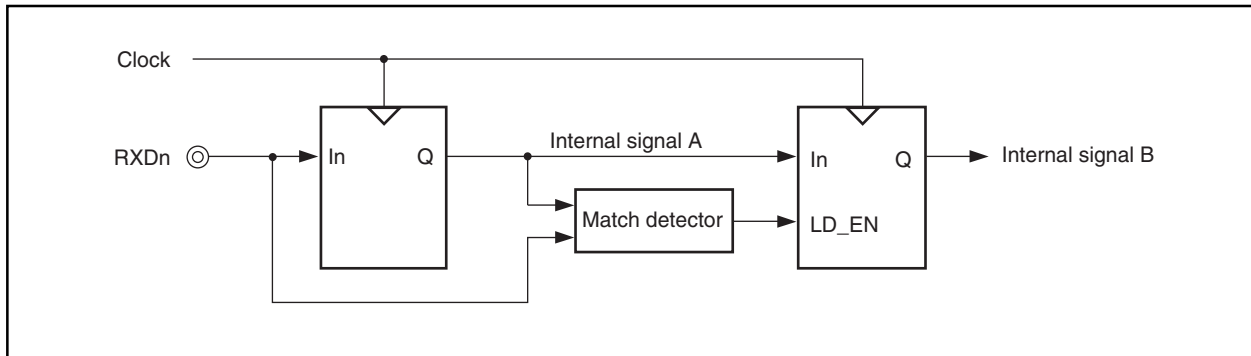 Clock
RXDn
In
Q
Internal signal A
In
Q
Internal signal B
Match detector
LD_EN